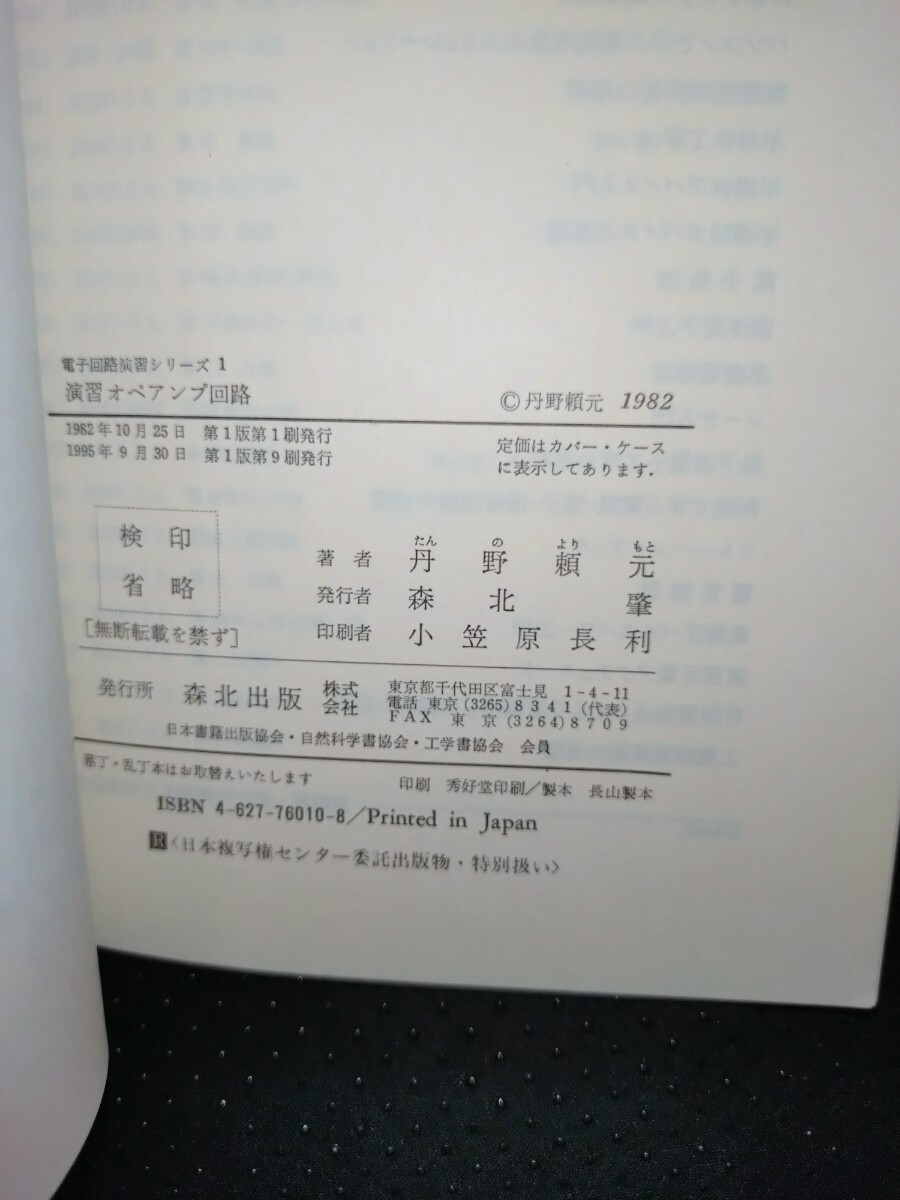 電子回路演習シリーズ 1
演習オペアンプ回路
©丹野頼元 1982
1982年10月25日 第1版第1刷発行
1995年9月30日 第1版第9刷発行
定価はカバー・ケース
に表示してあります.
検印
省略
[無断転載を禁ず]
たん の より もと
著者 丹野頼元
発行者 森北肇
印刷者 小笠原長利
発行所 森北出版 株式会社
東京都千代田区富士見 1-4-11
電話 東京 (3265) 8341 (代表)
FAX 東京 (3264) 8709
日本書籍出版協会・自然科学書協会・工学書協会 会員
落丁・乱丁本はお取替えいたします
印刷 秀好堂印刷/製本 長山製本
ISBN 4-627-76010-8/Printed in Japan
R<日本複写権センター委託出版物・特別扱い>